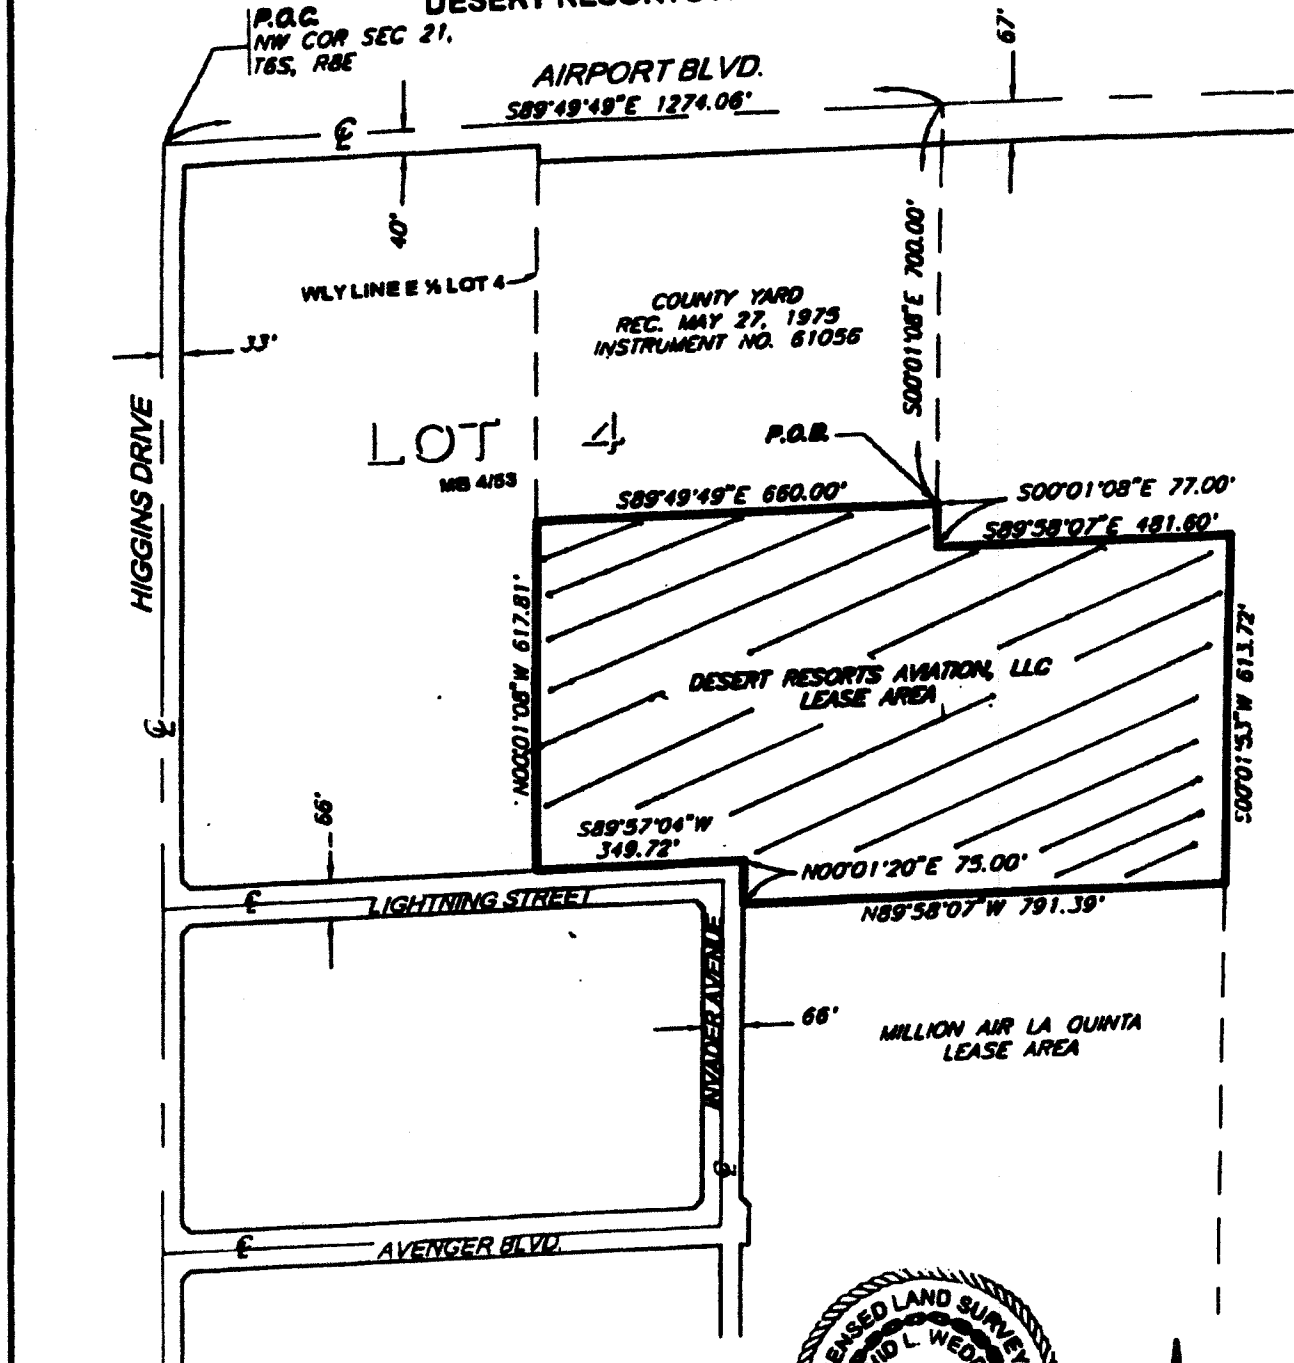 P.O.C.
NW COR SEC 21,
T6S, R8E
AIRPORT BLVD.
S89°49'49"E 1274.06'
67'
40'
WLY LINE E ½ LOT 4
COUNTY YARD
REC. MAY 27, 1975
INSTRUMENT NO. 61056
S00°01'08"E 700.00'
33'
HIGGINS DRIVE
LOT 4
MB 4/53
P.O.B.
S89°49'49"E 660.00'
S00°01'08"E 77.00'
S89°58'07"E 481.60'
N00°01'08"W 617.81'
DESERT RESORTS AVIATION, LLC
LEASE AREA
S00°01'53"W 613.72'
66'
S89°57'04"W
349.72'
N00°01'20"E 75.00'
N89°58'07"W 791.39'
LIGHTNING STREET
INVADER AVENUE
66'
MILLION AIR LA QUINTA
LEASE AREA
AVENGER BLVD.
LAND
L.